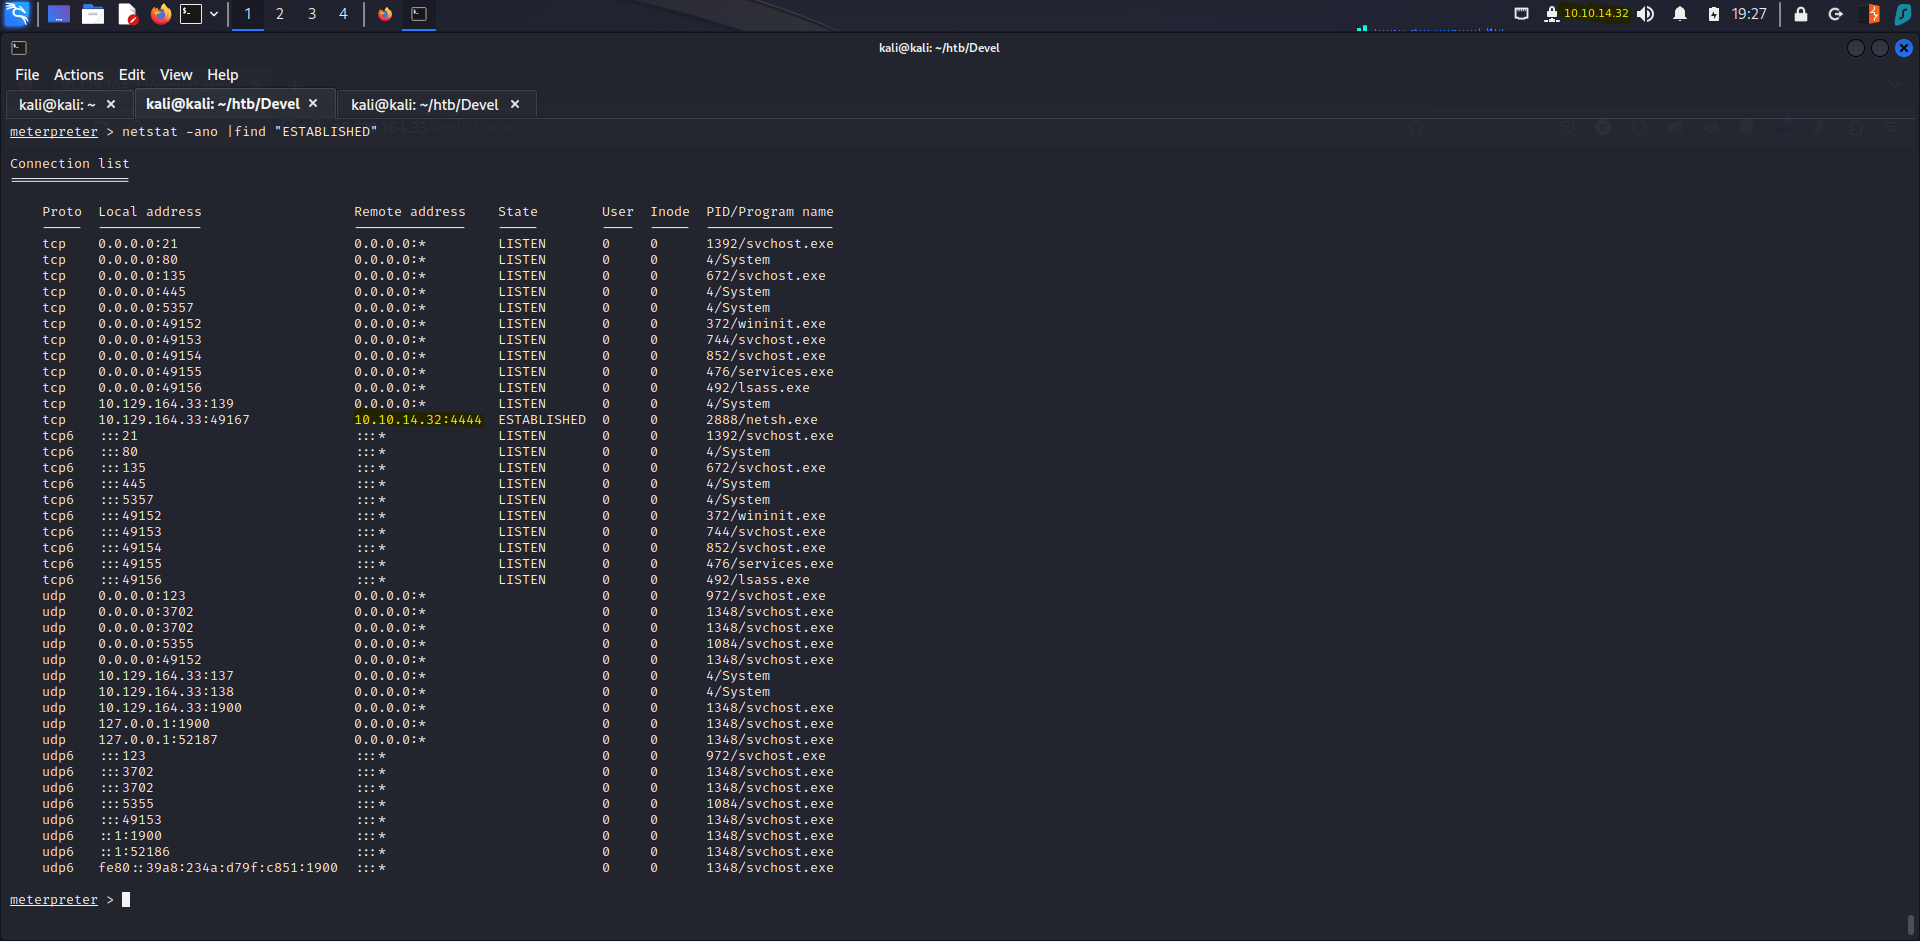 1 2 3 4 10.10.14.32 19:27
kali@kali: ~/htb/Devel
File Actions Edit View Help
kali@kali: ~ × kali@kali: ~/htb/Devel × kali@kali: ~/htb/Devel ×
meterpreter > netstat -ano |find "ESTABLISHED"
Connection list
Proto Local address Remote address State User Inode PID/Program name
tcp 0.0.0.0:21 0.0.0.0:* LISTEN 0 0 1392/svchost.exe
tcp 0.0.0.0:80 0.0.0.0:* LISTEN 0 0 4/System
tcp 0.0.0.0:135 0.0.0.0:* LISTEN 0 0 672/svchost.exe
tcp 0.0.0.0:445 0.0.0.0:* LISTEN 0 0 4/System
tcp 0.0.0.0:5357 0.0.0.0:* LISTEN 0 0 4/System
tcp 0.0.0.0:49152 0.0.0.0:* LISTEN 0 0 372/wininit.exe
tcp 0.0.0.0:49153 0.0.0.0:* LISTEN 0 0 744/svchost.exe
tcp 0.0.0.0:49154 0.0.0.0:* LISTEN 0 0 852/svchost.exe
tcp 0.0.0.0:49155 0.0.0.0:* LISTEN 0 0 476/services.exe
tcp 0.0.0.0:49156 0.0.0.0:* LISTEN 0 0 492/lsass.exe
tcp 10.129.164.33:139 0.0.0.0:* LISTEN 0 0 4/System
tcp 10.129.164.33:49167 10.10.14.32:4444 ESTABLISHED 0 0 2888/netsh.exe
tcp6 :::21 :::* LISTEN 0 0 1392/svchost.exe
tcp6 :::80 :::* LISTEN 0 0 4/System
tcp6 :::135 :::* LISTEN 0 0 672/svchost.exe
tcp6 :::445 :::* LISTEN 0 0 4/System
tcp6 :::5357 :::* LISTEN 0 0 4/System
tcp6 :::49152 :::* LISTEN 0 0 372/wininit.exe
tcp6 :::49153 :::* LISTEN 0 0 744/svchost.exe
tcp6 :::49154 :::* LISTEN 0 0 852/svchost.exe
tcp6 :::49155 :::* LISTEN 0 0 476/services.exe
tcp6 :::49156 :::* LISTEN 0 0 492/lsass.exe
udp 0.0.0.0:123 0.0.0.0:* 0 0 972/svchost.exe
udp 0.0.0.0:3702 0.0.0.0:* 0 0 1348/svchost.exe
udp 0.0.0.0:3702 0.0.0.0:* 0 0 1348/svchost.exe
udp 0.0.0.0:5355 0.0.0.0:* 0 0 1084/svchost.exe
udp 0.0.0.0:49152 0.0.0.0:* 0 0 1348/svchost.exe
udp 10.129.164.33:137 0.0.0.0:* 0 0 4/System
udp 10.129.164.33:138 0.0.0.0:* 0 0 4/System
udp 10.129.164.33:1900 0.0.0.0:* 0 0 1348/svchost.exe
udp 127.0.0.1:1900 0.0.0.0:* 0 0 1348/svchost.exe
udp 127.0.0.1:52187 0.0.0.0:* 0 0 1348/svchost.exe
udp6 :::123 :::* 0 0 972/svchost.exe
udp6 :::3702 :::* 0 0 1348/svchost.exe
udp6 :::3702 :::* 0 0 1348/svchost.exe
udp6 :::5355 :::* 0 0 1084/svchost.exe
udp6 :::49153 :::* 0 0 1348/svchost.exe
udp6 ::1:1900 :::* 0 0 1348/svchost.exe
udp6 ::1:52186 :::* 0 0 1348/svchost.exe
udp6 fe80::39a8:234a:d79f:c851:1900 :::* 0 0 1348/svchost.exe
meterpreter >